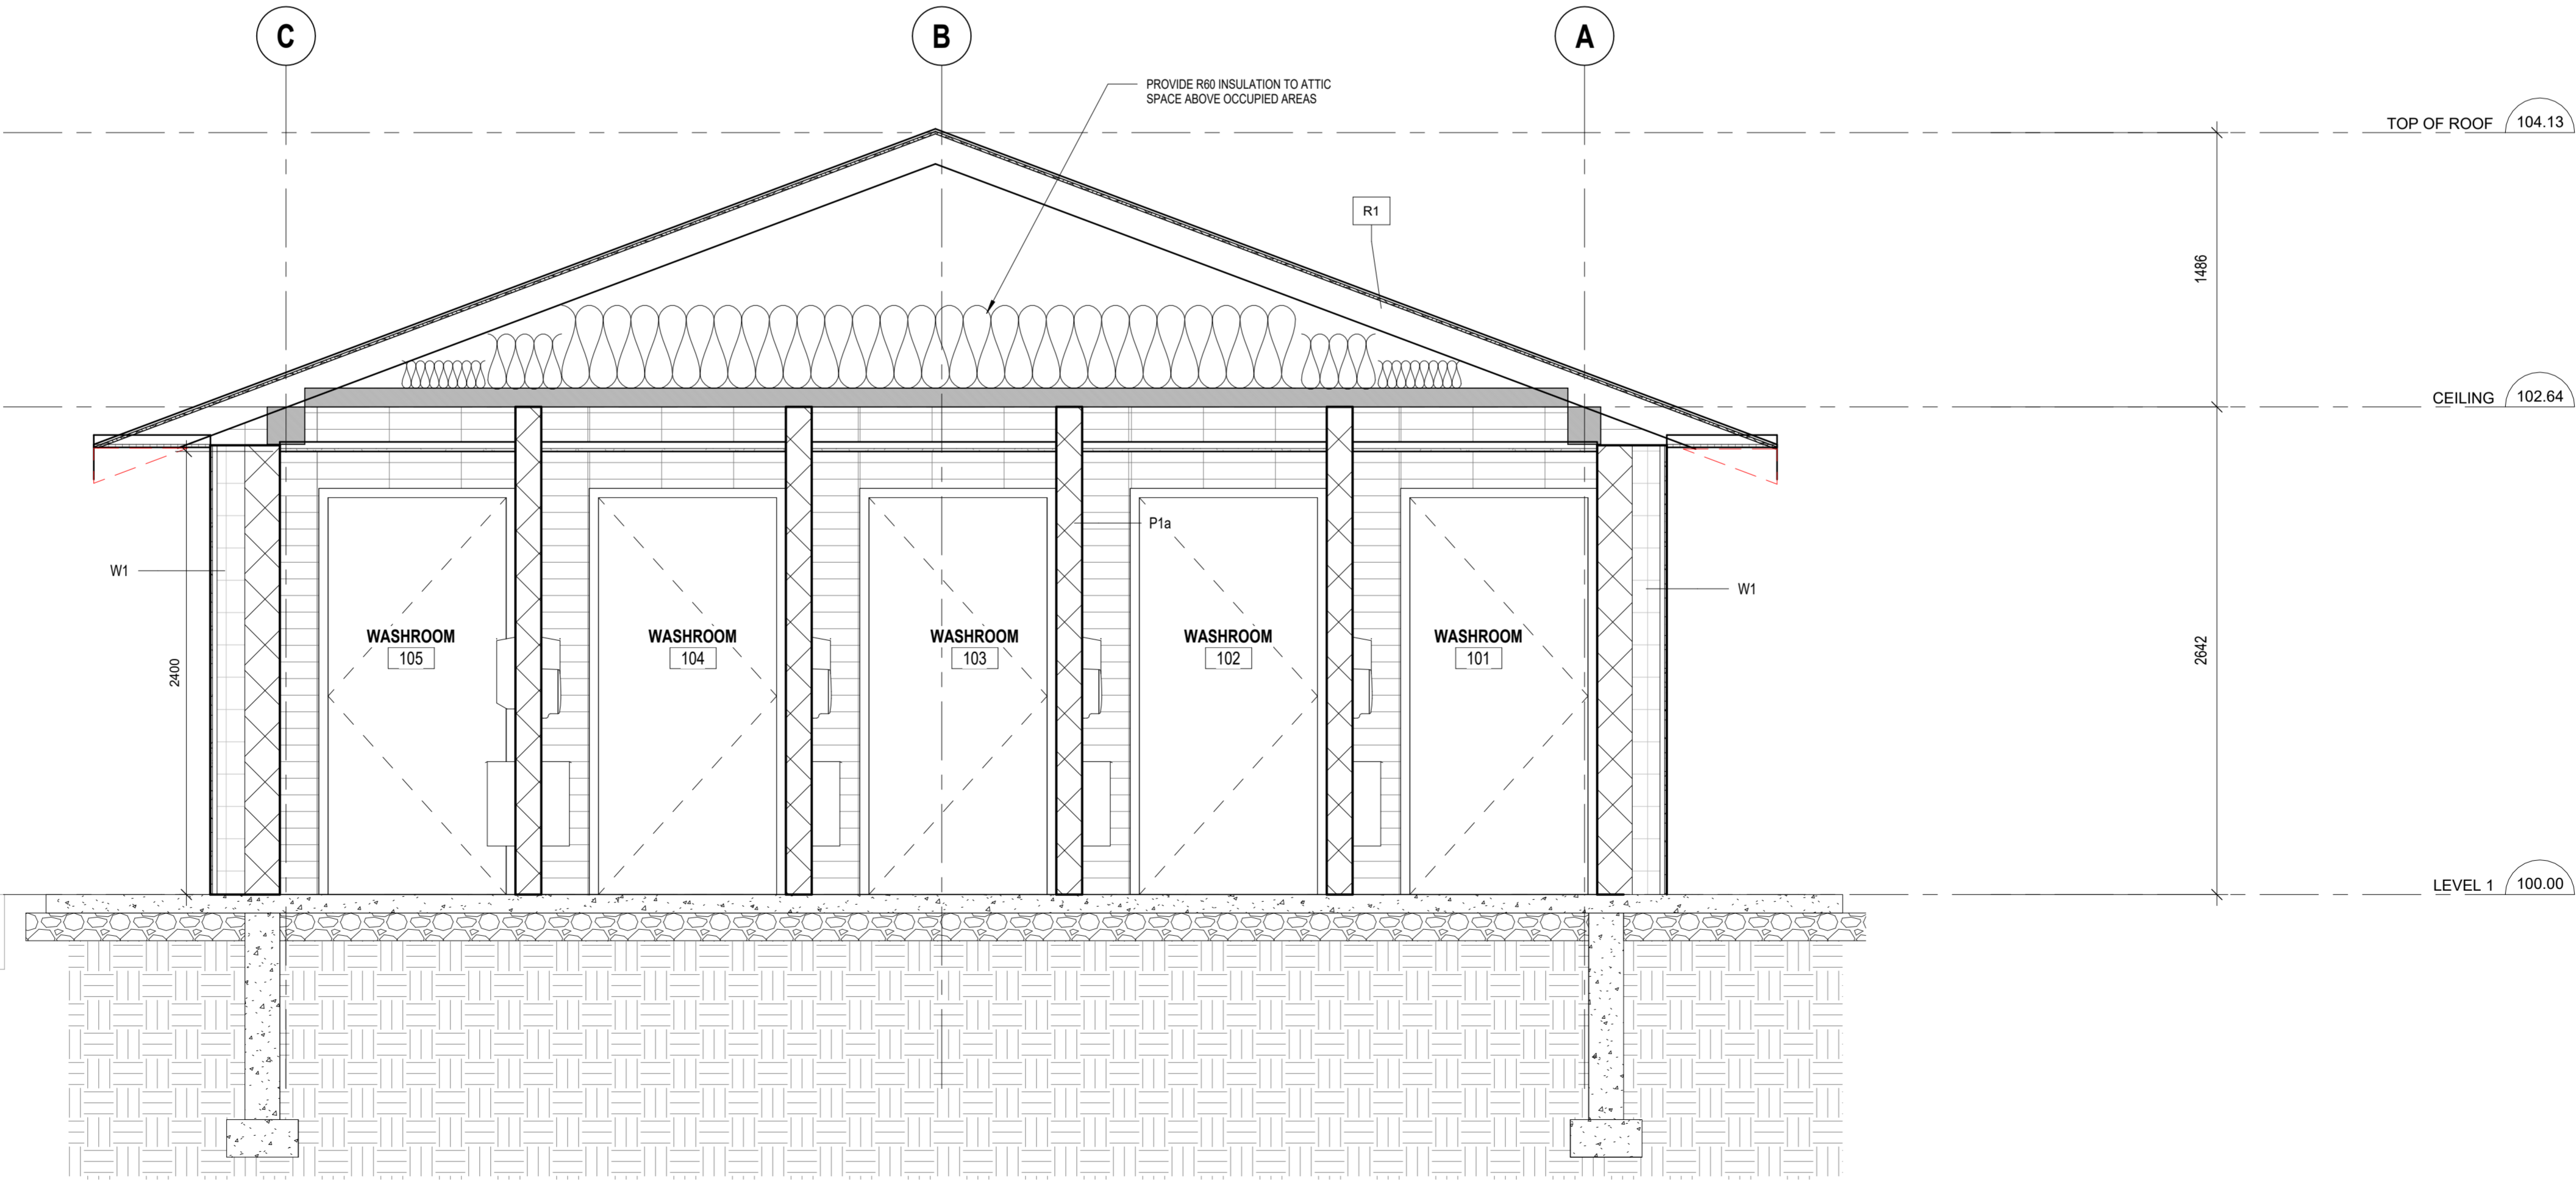 C
B
A
PROVIDE R60 INSULATION TO ATTIC
SPACE ABOVE OCCUPIED AREAS
TOP OF ROOF 104.13
R1
1486
CEILING 102.64
P1a
W1
W1
WASHROOM
105
WASHROOM
104
WASHROOM
103
WASHROOM
102
WASHROOM
101
2400
2642
LEVEL 1 100.00